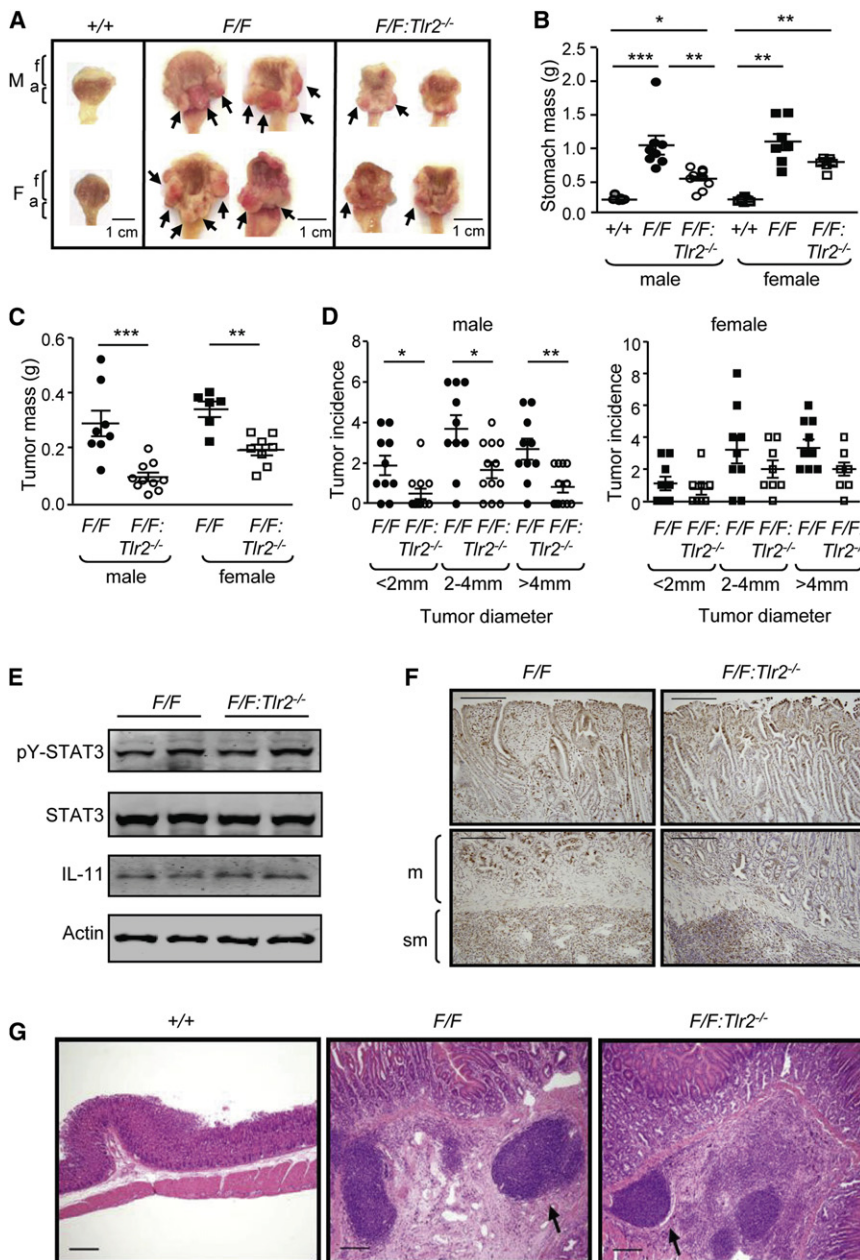 A
+/+
F/F
F/F:Tlr2-/-
M
f
a
F
f
a
1 cm
1 cm
1 cm
B
Stomach mass (g)
2.5
2.0
1.5
1.0
0.5
0.0
*
**
***
**
**
+/+
F/F
F/F:
Tlr2-/-
+/+
F/F
F/F:
Tlr2-/-
male
female
C
Tumor mass (g)
0.6
0.4
0.2
0.0
***
**
F/F
F/F:
Tlr2-/-
F/F
F/F:
Tlr2-/-
male
female
D
male
Tumor incidence
8
6
4
2
0
*
*
**
F/F
F/F:
Tlr2-/-
F/F
F/F:
Tlr2-/-
F/F
F/F:
Tlr2-/-
<2mm
2-4mm
>4mm
Tumor diameter
female
Tumor incidence
10
8
6
4
2
0
F/F
F/F:
Tlr2-/-
F/F
F/F:
Tlr2-/-
F/F
F/F:
Tlr2-/-
<2mm
2-4mm
>4mm
Tumor diameter
E
F/F
F/F:Tlr2-/-
pY-STAT3
STAT3
IL-11
Actin
F
F/F
F/F:Tlr2-/-
m
sm
G
+/+
F/F
F/F:Tlr2-/-